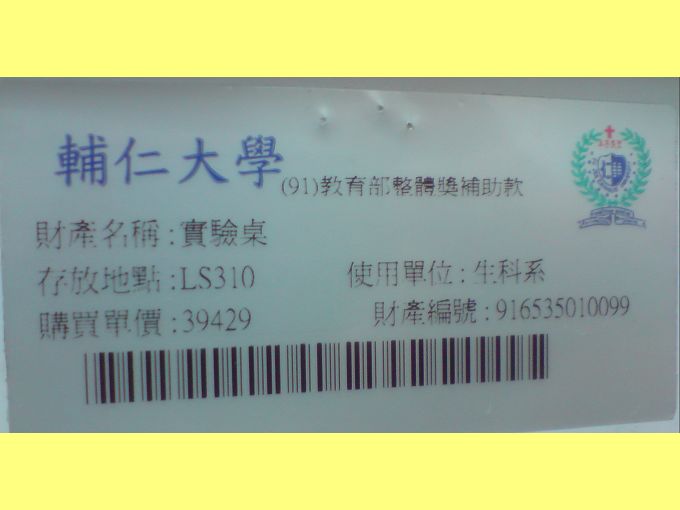 輔仁大學 (91)教育部整體獎補助款
財產名稱:實驗桌
存放地點:LS310 使用單位:生科系
購買單價:39429 財產編號:916535010099